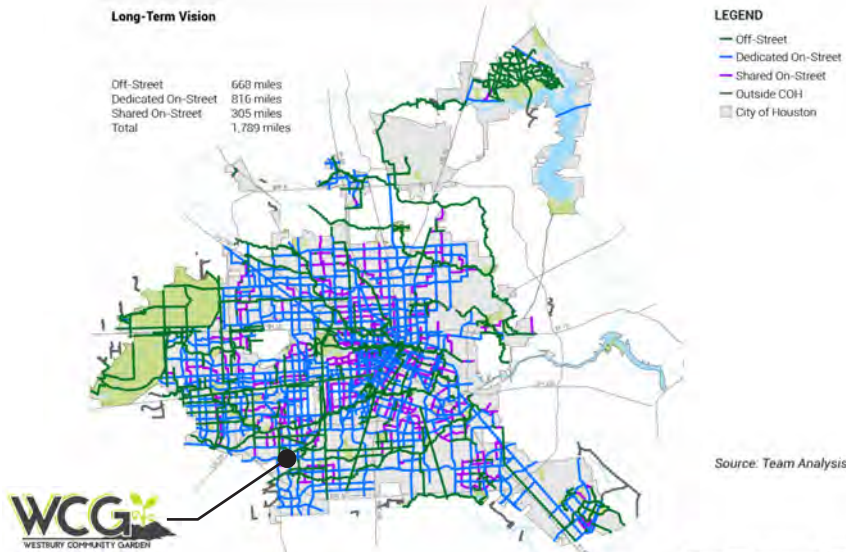 Long-Term Vision
Off-Street 668 miles
Dedicated On-Street 816 miles
Shared On-Street 305 miles
Total 1,789 miles
LEGEND
Off-Street
Dedicated On-Street
Shared On-Street
Outside COH
City of Houston
Source: Team Analysis
WCG
WESTBURY COMMUNITY GARDEN